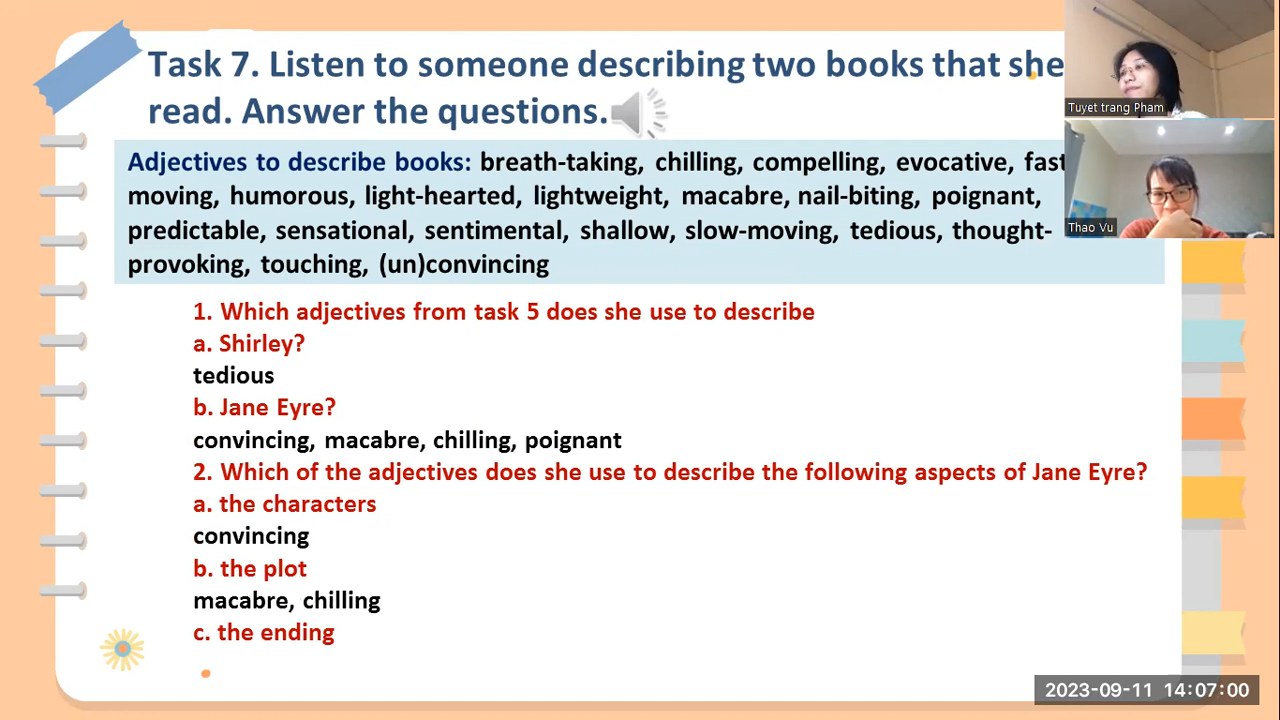 Task 7. Listen to someone describing two books that she
read. Answer the questions.
Adjectives to describe books: breath-taking, chilling, compelling, evocative, fast
moving, humorous, light-hearted, lightweight, macabre, nail-biting, poignant,
predictable, sensational, sentimental, shallow, slow-moving, tedious, thought-
provoking, touching, (un)convincing
1. Which adjectives from task 5 does she use to describe
a. Shirley?
tedious
b. Jane Eyre?
convincing, macabre, chilling, poignant
2. Which of the adjectives does she use to describe the following aspects of Jane Eyre?
a. the characters
convincing
b. the plot
macabre, chilling
c. the ending
Tuyet trang Pham
Thao Vu
2023-09-11 14:07:00